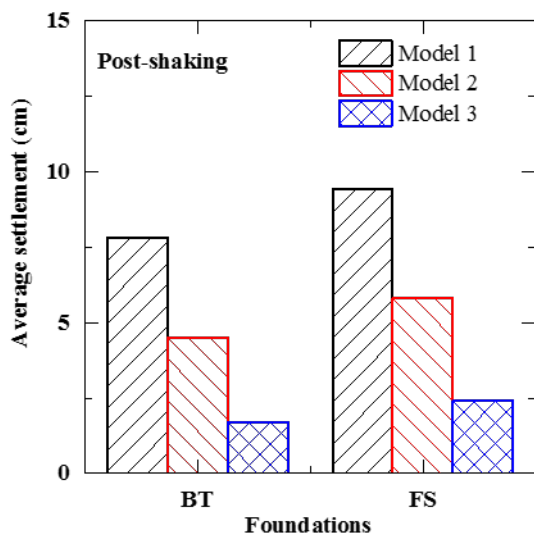 15
Post-shaking
Model 1
Model 2
Model 3
10
5
0
Average settlement (cm)
BT
FS
Foundations